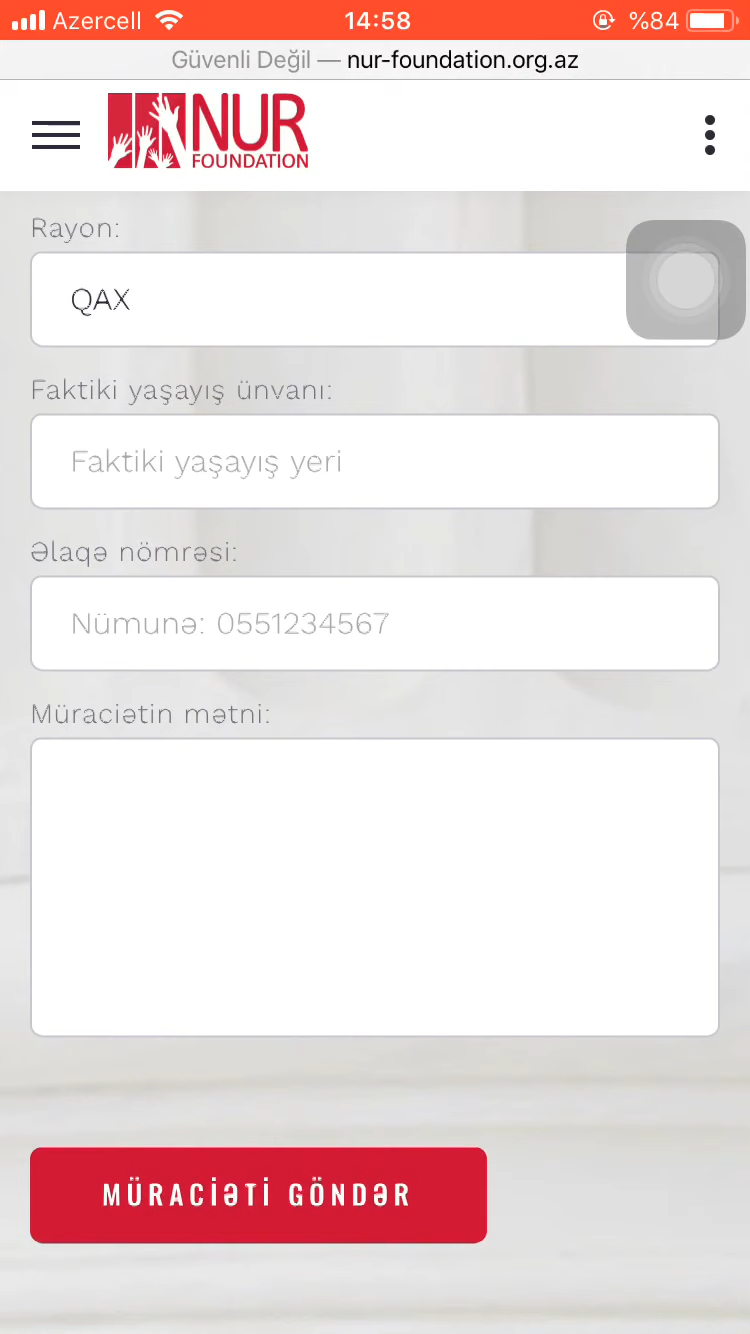 Azercell 14:58 %84
Güvenli Değil — nur-foundation.org.az
NUR
FOUNDATION
Rayon:
QAX
Faktiki yaşayış ünvanı:
Faktiki yaşayış yeri
Əlaqə nömrəsi:
Nümunə: 0551234567
Müraciətin mətni:
MÜRACİƏTİ GÖNDƏR